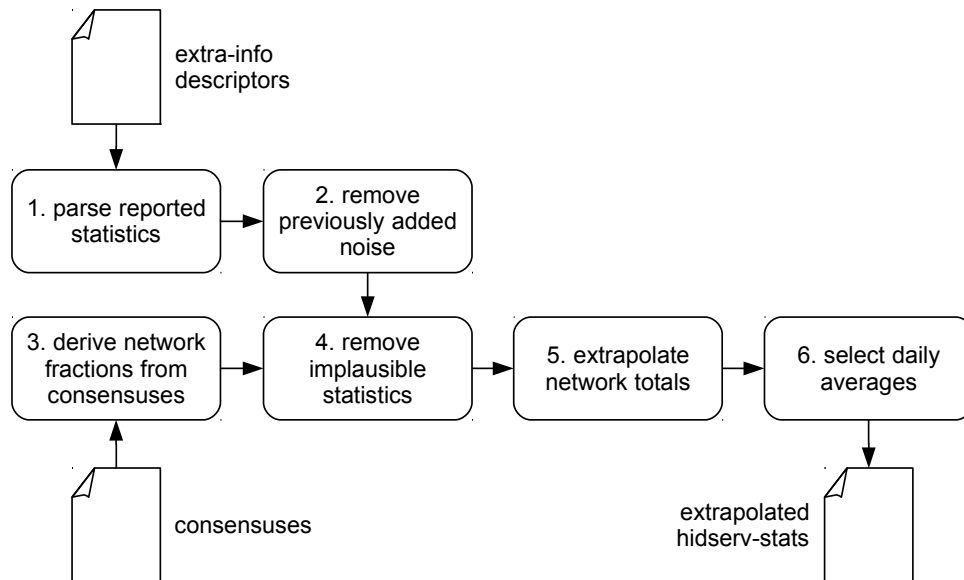 extra-info
descriptors
1. parse reported
statistics
2. remove
previously added
noise
3. derive network
fractions from
consensuses
4. remove
implausible
statistics
5. extrapolate
network totals
6. select daily
averages
consensuses
extrapolated
hidserv-stats